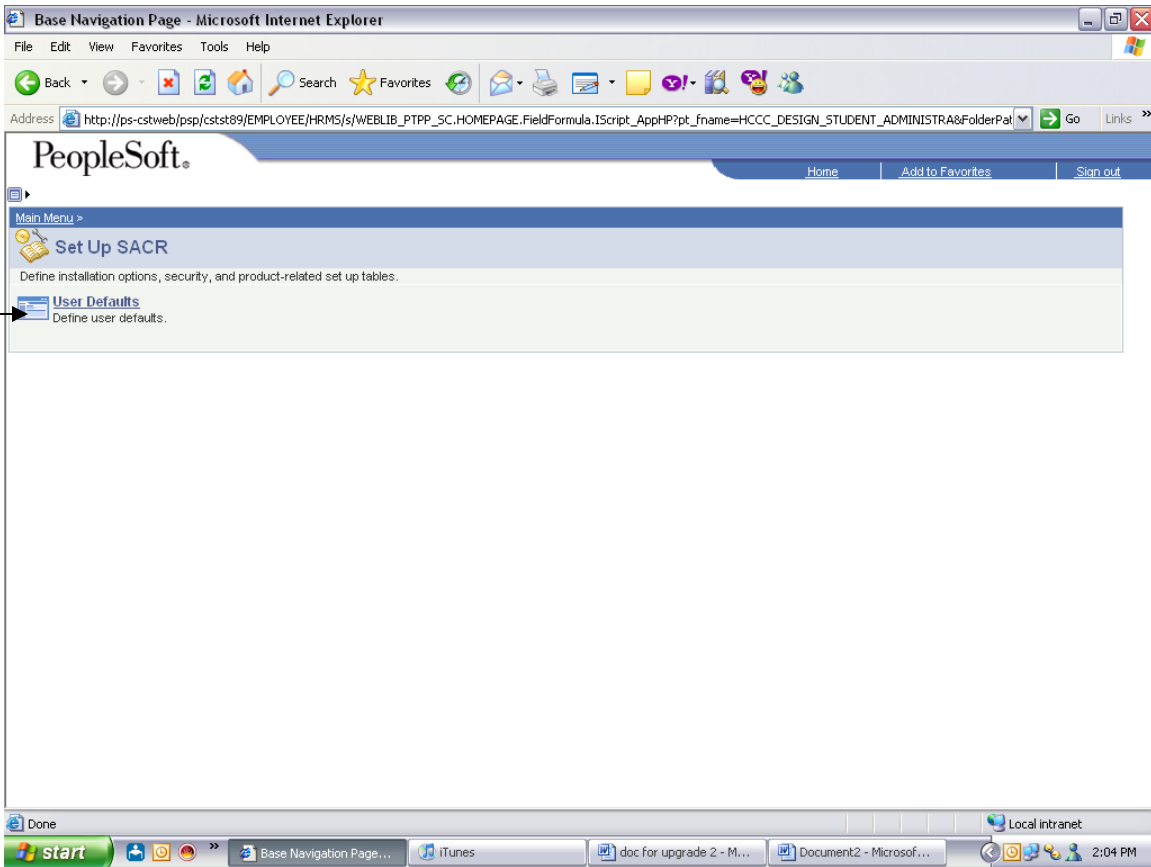 Base Navigation Page - Microsoft Internet Explorer
File Edit View Favorites Tools Help
Back Search Favorites
Address http://ps-cstweb/psp/cstst89/EMPLOYEE/HRMS/s/WEBLIB_PTPP_SC.HOMEPAGE.FieldFormula.IScript_AppHP?pt_fname=HCCC_DESIGN_STUDENT_ADMINISTRA&FolderPat Go Links »
PeopleSoft®
Home Add to Favorites Sign out
Main Menu >
Set Up SACR
Define installation options, security, and product-related set up tables.
User Defaults
Define user defaults.
Done Local intranet
start » Base Navigation Page... iTunes doc for upgrade 2 - M... Document2 - Microsof... 2:04 PM